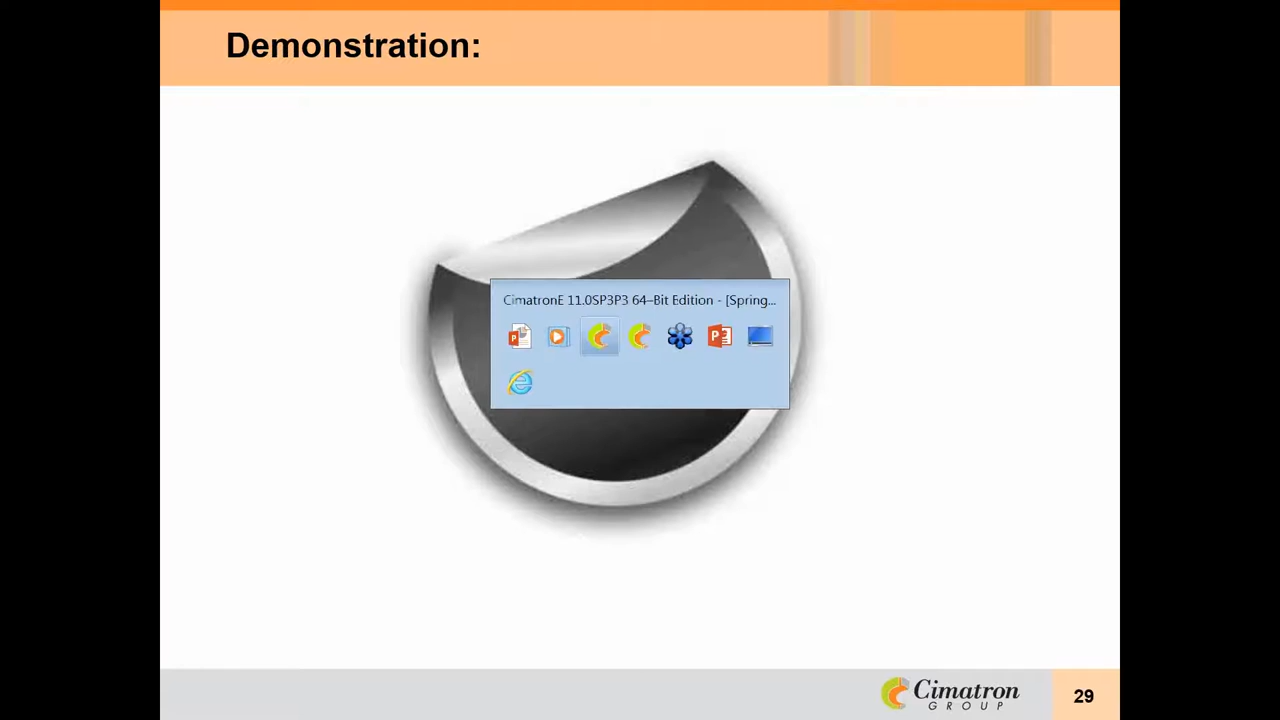 Demonstration:
CimatronE 11.0SP3P3 64–Bit Edition - [Spring...
Cimatron
GROUP
29